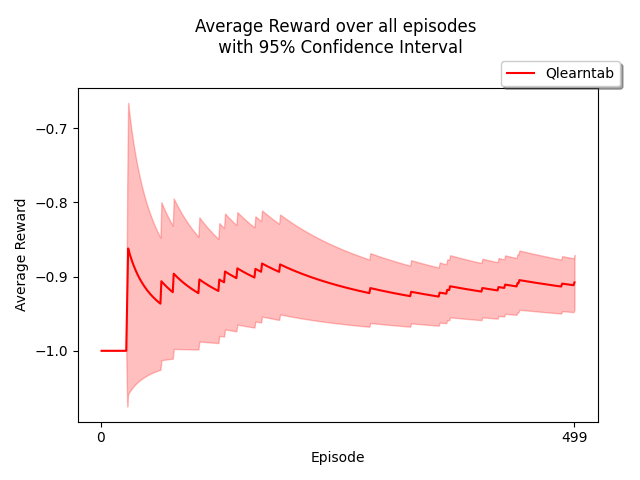 Average Reward over all episodes
with 95% Confidence Interval
Qlearntab
−0.7
−0.8
−0.9
−1.0
Average Reward
0
499
Episode